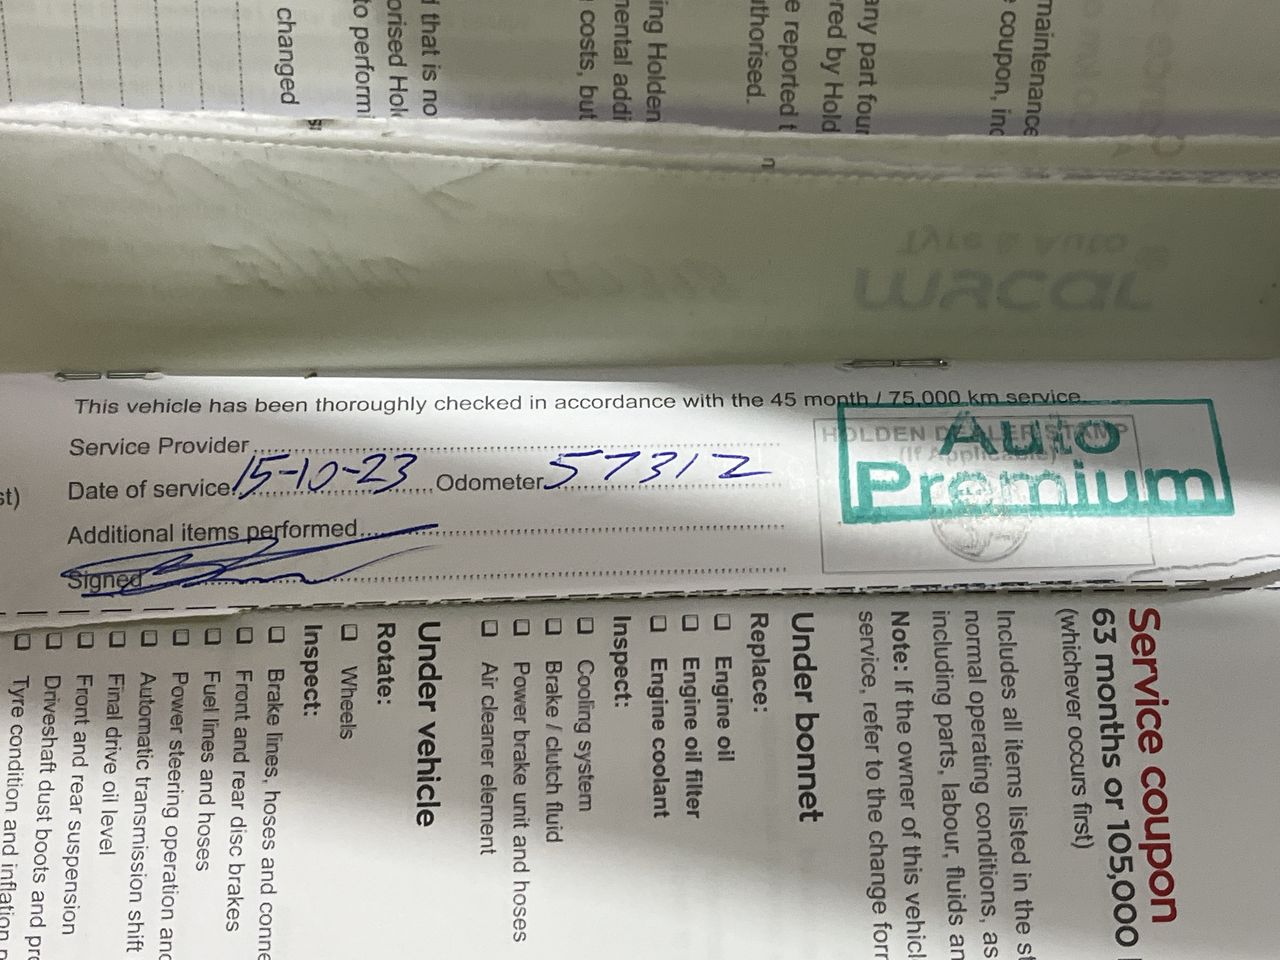 changed
to perform
orised Hold
d that is no
costs, but
mental addi
ing Holden
thorised.
e reported t
red by Hold
any part four
coupon, inc
maintenance
wacol
Tyre & Auto
This vehicle has been thoroughly checked in accordance with the 45 month / 75,000 km service.
Service Provider
Date of service 15-10-23 Odometer 57312
Additional items performed
Signed
HOLDEN DEALER STAMP
(If Applicable)
Auto
Premium
st)
Service coupon
63 months or 105,000
(whichever occurs first)
Includes all items listed in the st
normal operating conditions, as
including parts, labour, fluids an
Note: If the owner of this vehicl
service, refer to the change forr
Under bonnet
Replace:
Engine oil
Engine oil filter
Engine coolant
Inspect:
Cooling system
Brake / clutch fluid
Power brake unit and hoses
Air cleaner element
Under vehicle
Rotate:
Wheels
Inspect:
Brake lines, hoses and conne
Front and rear disc brakes
Fuel lines and hoses
Power steering operation and
Automatic transmission shift
Final drive oil level
Front and rear suspension
Driveshaft dust boots and pro
Tyre condition and inflation p